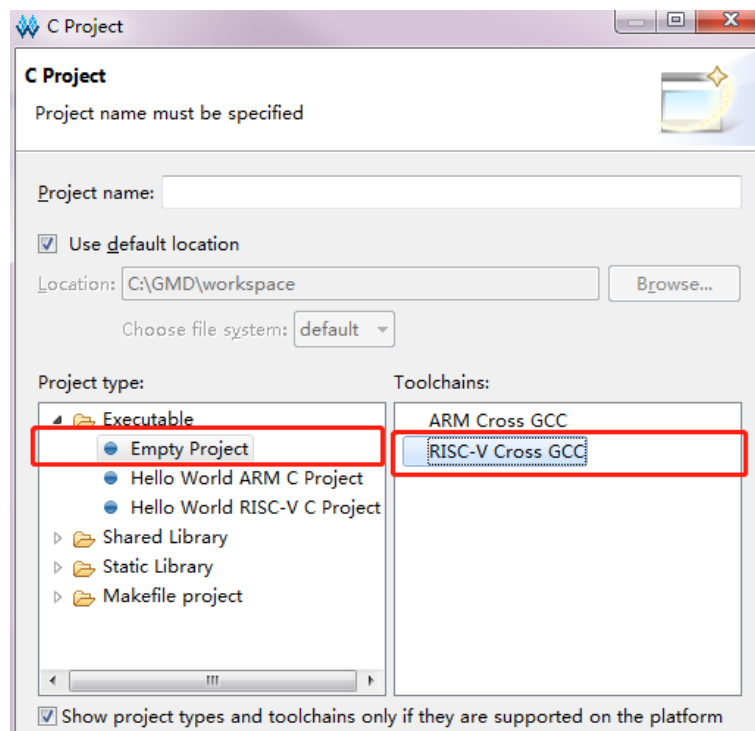 C Project
C Project
Project name must be specified
Project name:
Use default location
Location: C:\GMD\workspace Browse...
Choose file system: default
Project type: Toolchains:
Executable ARM Cross GCC
Empty Project RISC-V Cross GCC
Hello World ARM C Project
Hello World RISC-V C Project
Shared Library
Static Library
Makefile project
Show project types and toolchains only if they are supported on the platform